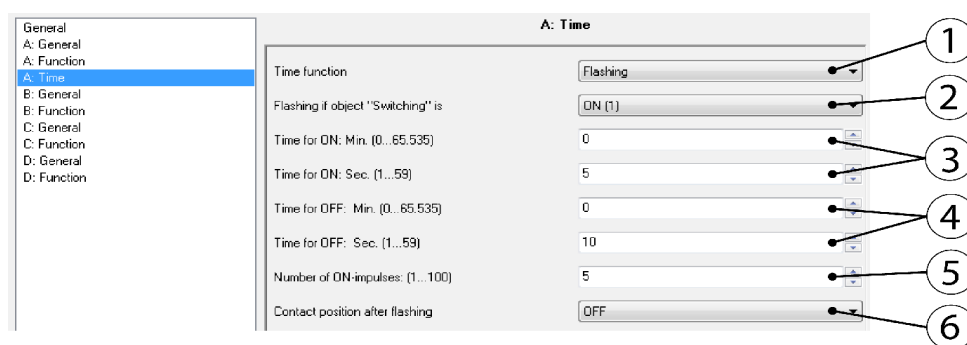 General
A: General
A: Function
A: Time
B: General
B: Function
C: General
C: Function
D: General
D: Function
A: Time
Time function Flashing 1
Flashing if object "Switching" is ON (1) 2
Time for ON: Min. (0...65.535) 0
3
Time for ON: Sec. (1...59) 5
Time for OFF: Min. (0...65.535) 0
4
Time for OFF: Sec. (1...59) 10
Number of ON-impulses: (1...100) 5 5
Contact position after flashing OFF 6